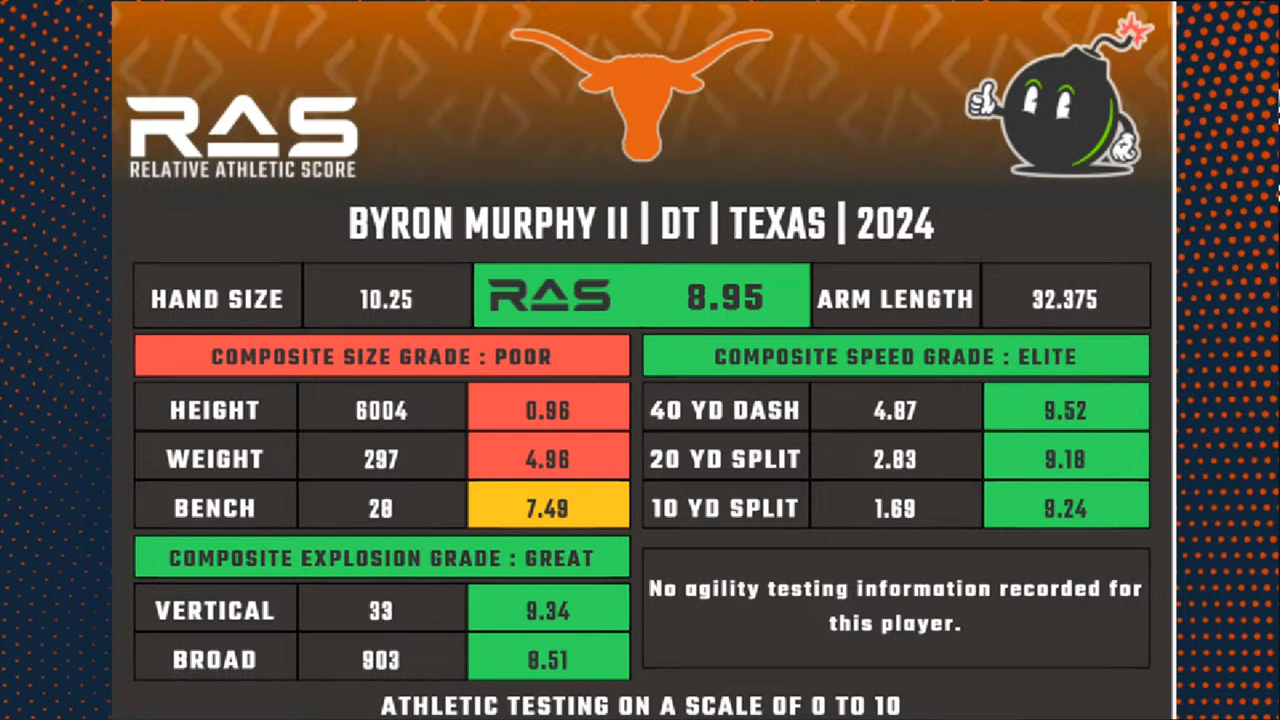 RAS
RELATIVE ATHLETIC SCORE
BYRON MURPHY II | DT | TEXAS | 2024
HAND SIZE 10.25 RAS 8.95 ARM LENGTH 32.375
COMPOSITE SIZE GRADE : POOR
HEIGHT 6004 0.96
WEIGHT 297 4.96
BENCH 28 7.49
COMPOSITE SPEED GRADE : ELITE
40 YD DASH 4.87 9.52
20 YD SPLIT 2.83 9.18
10 YD SPLIT 1.69 9.24
COMPOSITE EXPLOSION GRADE : GREAT
VERTICAL 33 9.34
BROAD 903 8.51
No agility testing information recorded for
this player.
ATHLETIC TESTING ON A SCALE OF 0 TO 10